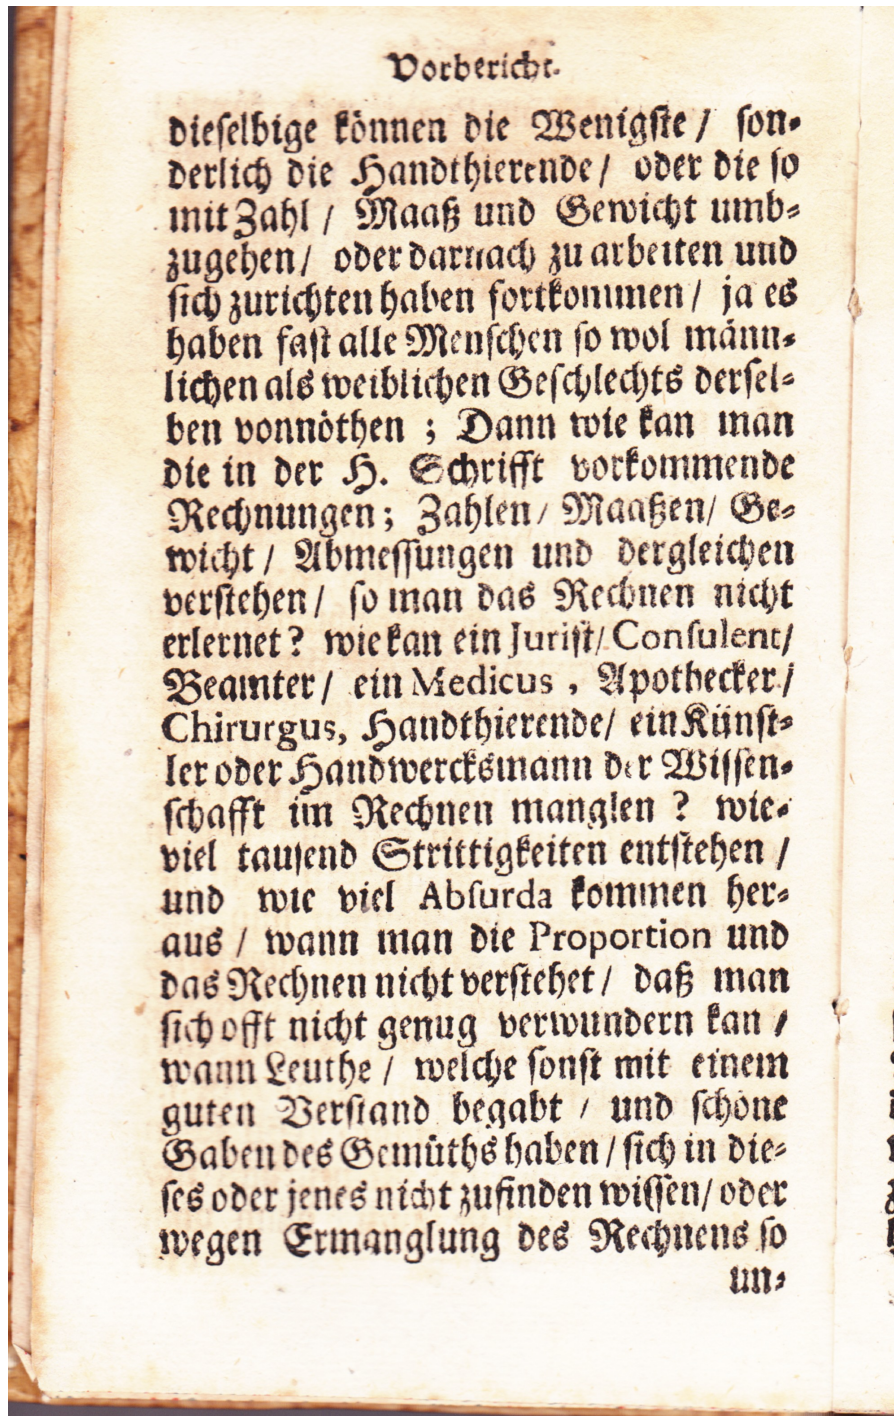 Vorbericht.
dieselbige können die Wenigste / son-
derlich die Handthierende / oder die so
mit Zahl / Maaß und Gewicht umb-
zugehen / oder darnach zu arbeiten und
sich zurichten haben fortkommen / ja es
haben fast alle Menschen so wol männ-
lichen als weiblichen Geschlechts dersel-
ben vonnöthen ; Dann wie kan man
die in der H. Schrifft vorkommende
Rechnungen; Zahlen / Maaßen / Ge-
wicht / Abmessungen und dergleichen
verstehen / so man das Rechnen nicht
erlernet? wie kan ein Jurist / Consulent /
Beamter / ein Medicus , Apothecker /
Chirurgus, Handthierende / ein Künst-
ler oder Handwercksmann der Wissen-
schafft im Rechnen manglen ? wie-
viel tausend Strittigkeiten entstehen /
und wie viel Absurda kommen her-
aus / wann man die Proportion und
das Rechnen nicht verstehet / daß man
sich offt nicht genug verwundern kan /
wann Leuthe / welche sonst mit einem
guten Verstand begabt / und schöne
Gaben des Gemüths haben / sich in die-
ses oder jenes nicht zufinden wissen / oder
wegen Ermanglung des Rechnens so
un-